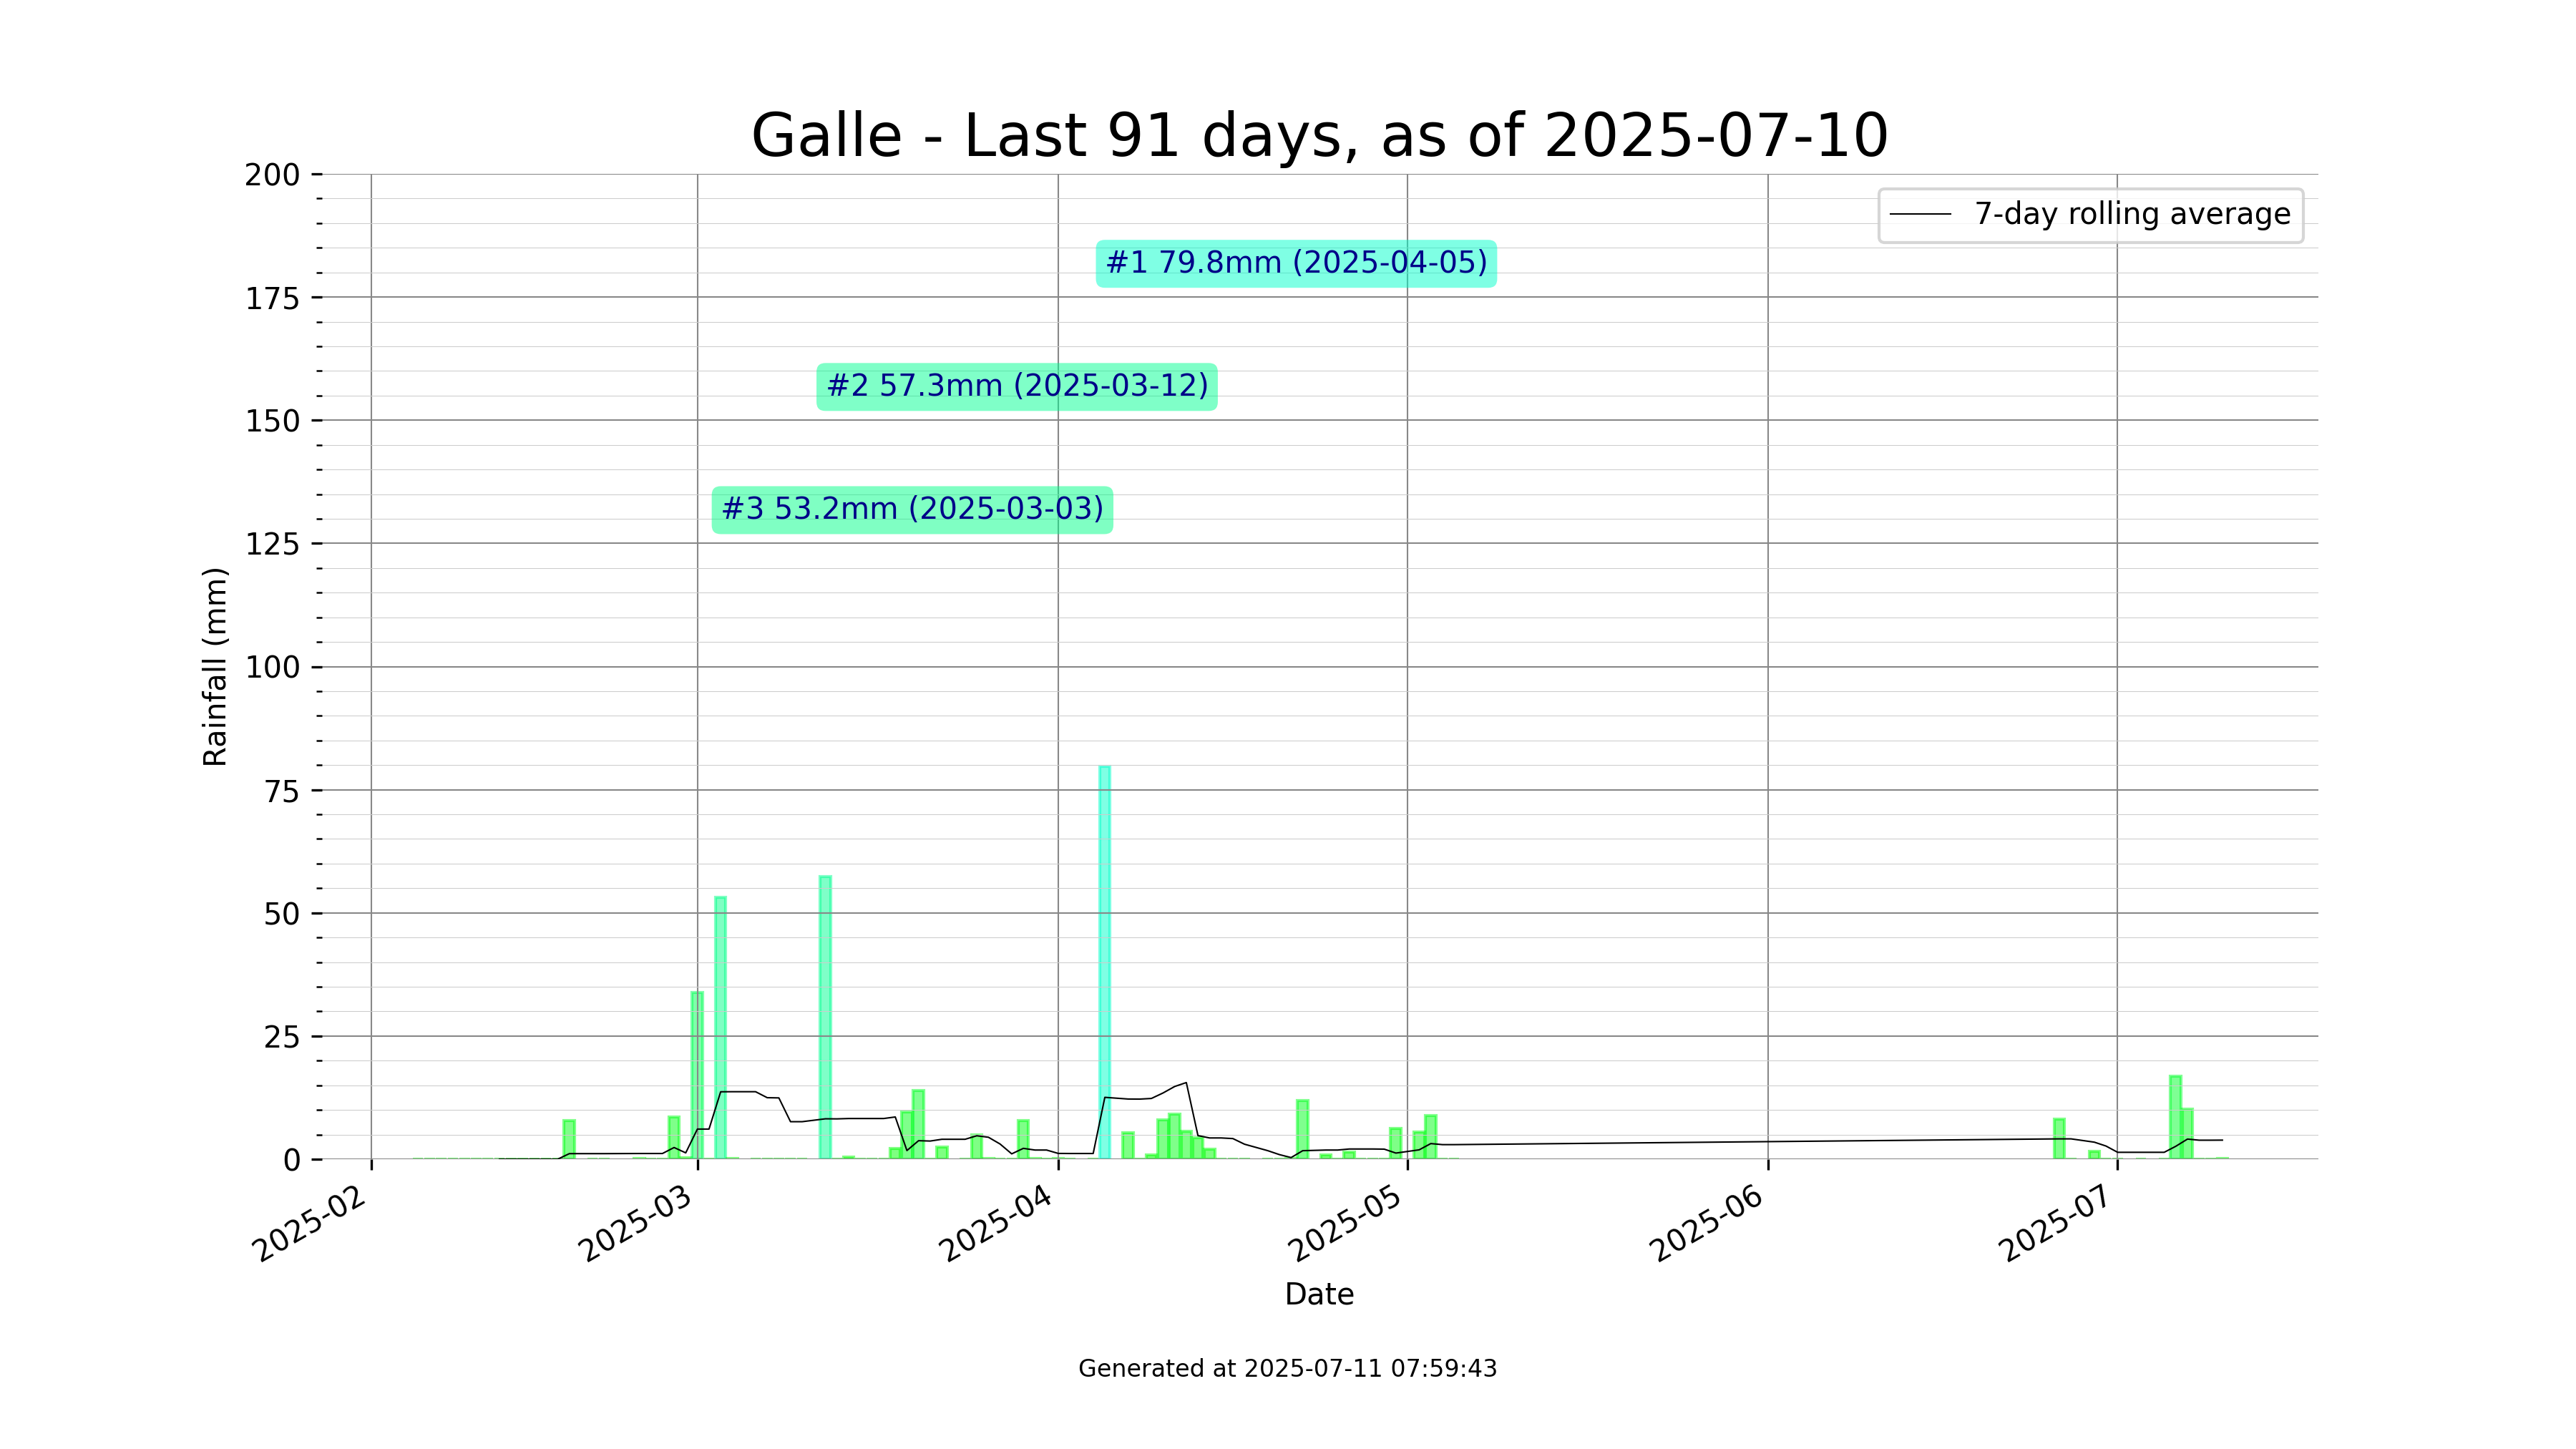 Galle - Last 91 days, as of 2025-07-10
200
175
150
125
100
75
50
25
0
Rainfall (mm)
7-day rolling average
#1 79.8mm (2025-04-05)
#2 57.3mm (2025-03-12)
#3 53.2mm (2025-03-03)
2025-02
2025-03
2025-04
2025-05
2025-06
2025-07
Date
Generated at 2025-07-11 07:59:43